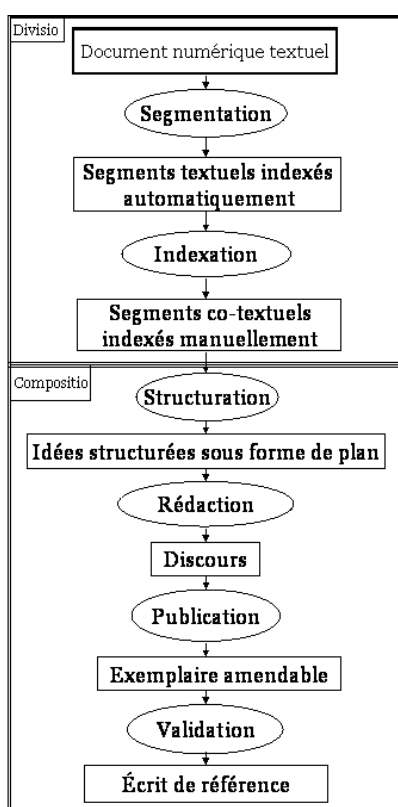 Divisio
Document numérique textuel
Segmentation
Segments textuels indexés
automatiquement
Indexation
Segments co-textuels
indexés manuellement
Compositio
Structuration
Idées structurées sous forme de plan
Rédaction
Discours
Publication
Exemplaire amendable
Validation
Écrit de référence